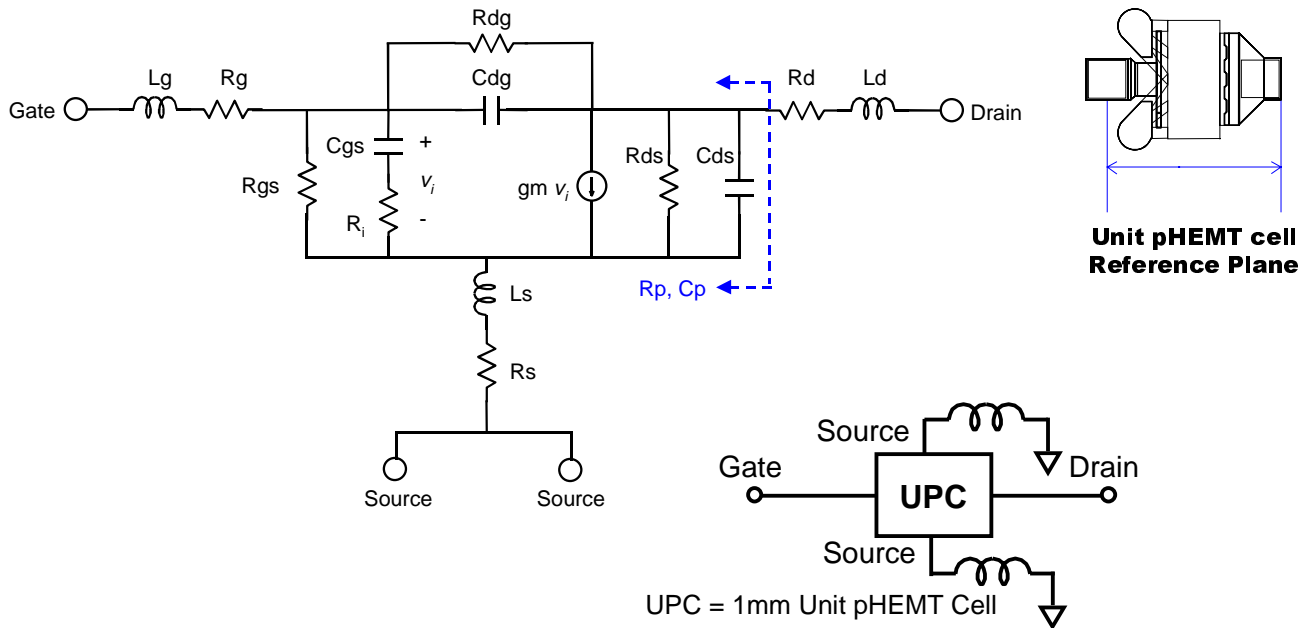 Rdg
Lg
Rg
Cdg
Rd
Ld
Gate
Drain
Cgs
+
Rds
Cds
Rgs
vi
gm vi
Ri
-
Unit pHEMT cell
Reference Plane
Rp, Cp
Ls
Rs
Source
Source
Source
Gate
Drain
UPC
Source
UPC = 1mm Unit pHEMT Cell